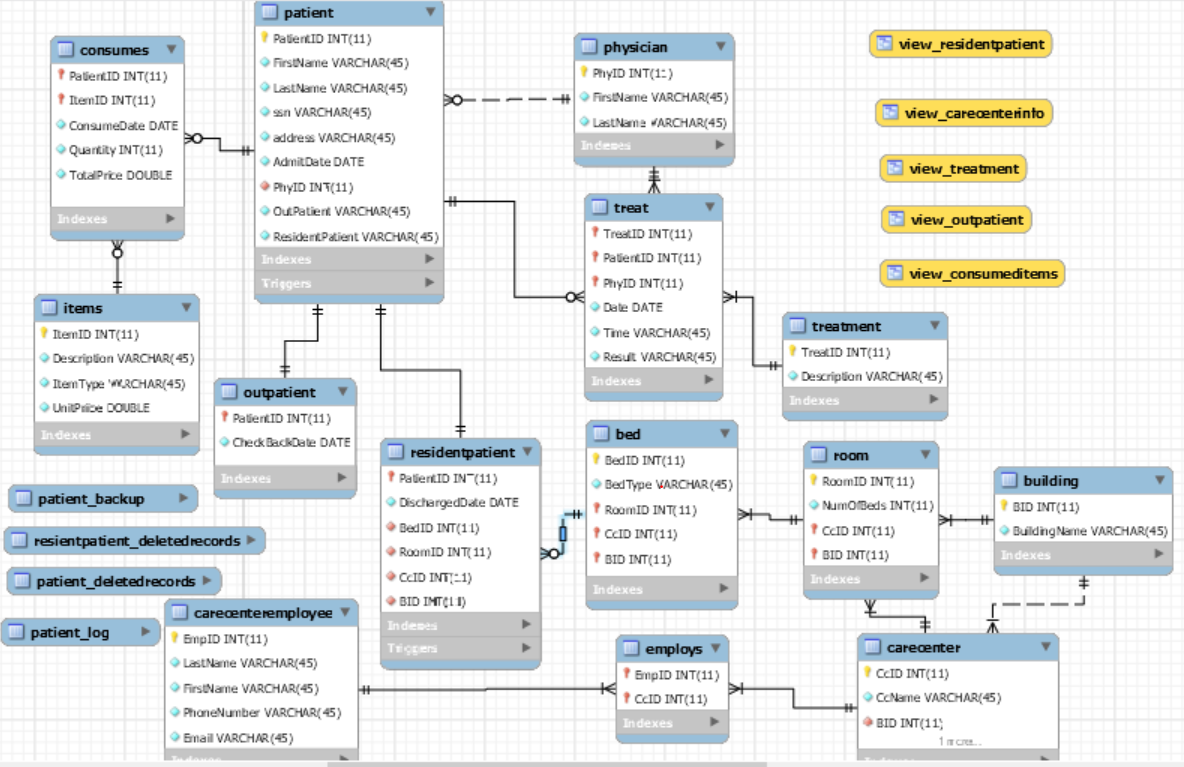 patient
PatientID INT(11)
FirstName VARCHAR(45)
LastName VARCHAR(45)
ssn VARCHAR(45)
address VARCHAR(45)
AdmitDate DATE
PhyID INT(11)
OutPatient VARCHAR(45)
ResidentPatient VARCHAR(45)
Indexes
Triggers
consumes
PatientID INT(11)
ItemID INT(11)
ConsumeDate DATE
Quantity INT(11)
TotalPrice DOUBLE
Indexes
physician
PhyID INT(11)
FirstName VARCHAR(45)
LastName VARCHAR(45)
Indexes
view_residentpatient
view_carecenterinfo
view_treatment
view_outpatient
view_consumeditems
treat
TreatID INT(11)
PatientID INT(11)
PhyID INT(11)
Date DATE
Time VARCHAR(45)
Result VARCHAR(45)
Indexes
items
ItemID INT(11)
Description VARCHAR(45)
ItemType VARCHAR(45)
UnitPrice DOUBLE
Indexes
treatment
TreatID INT(11)
Description VARCHAR(45)
Indexes
outpatient
PatientID INT(11)
CheckBackDate DATE
Indexes
residentpatient
PatientID INT(11)
DischargedDate DATE
BedID INT(11)
RoomID INT(11)
CcID INT(11)
BID INT(11)
Indexes
Triggers
bed
BedID INT(11)
BedType VARCHAR(45)
RoomID INT(11)
CcID INT(11)
BID INT(11)
Indexes
room
RoomID INT(11)
NumOfBeds INT(11)
CcID INT(11)
BID INT(11)
Indexes
building
BID INT(11)
BuildingName VARCHAR(45)
Indexes
patient_backup
resientpatient_deletedrecords
patient_deletedrecords
patient_log
carecenteremployee
EmpID INT(11)
LastName VARCHAR(45)
FirstName VARCHAR(45)
PhoneNumber VARCHAR(45)
Email VARCHAR(45)
Indexes
employs
EmpID INT(11)
CcID INT(11)
Indexes
carecenter
CcID INT(11)
CcName VARCHAR(45)
BID INT(11)
1 more...
Indexes